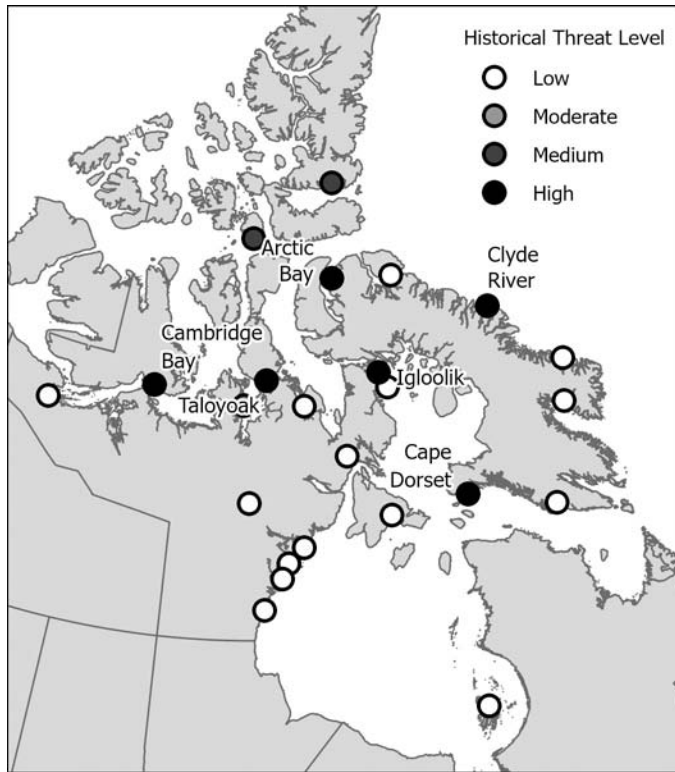 Historical Threat Level
Low
Moderate
Medium
High
Arctic
Bay
Clyde
River
Cambridge
Bay
Igloolik
Taloyoak
Cape
Dorset